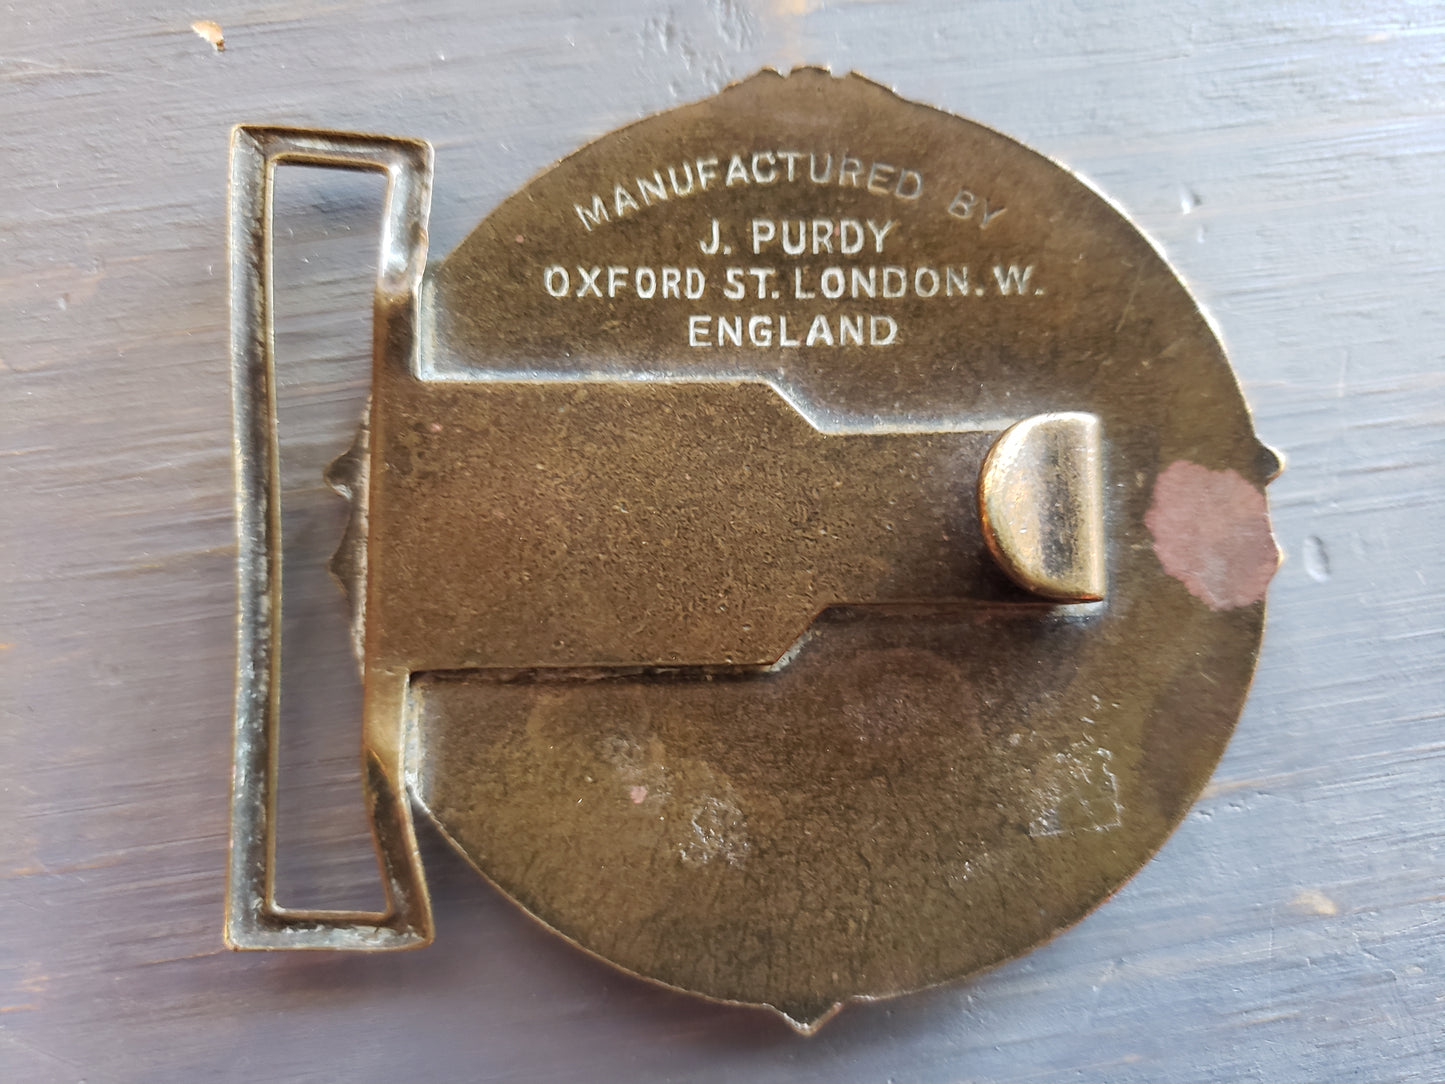 MANUFACTURED BY
J. PURDY
OXFORD ST. LONDON. W.
ENGLAND